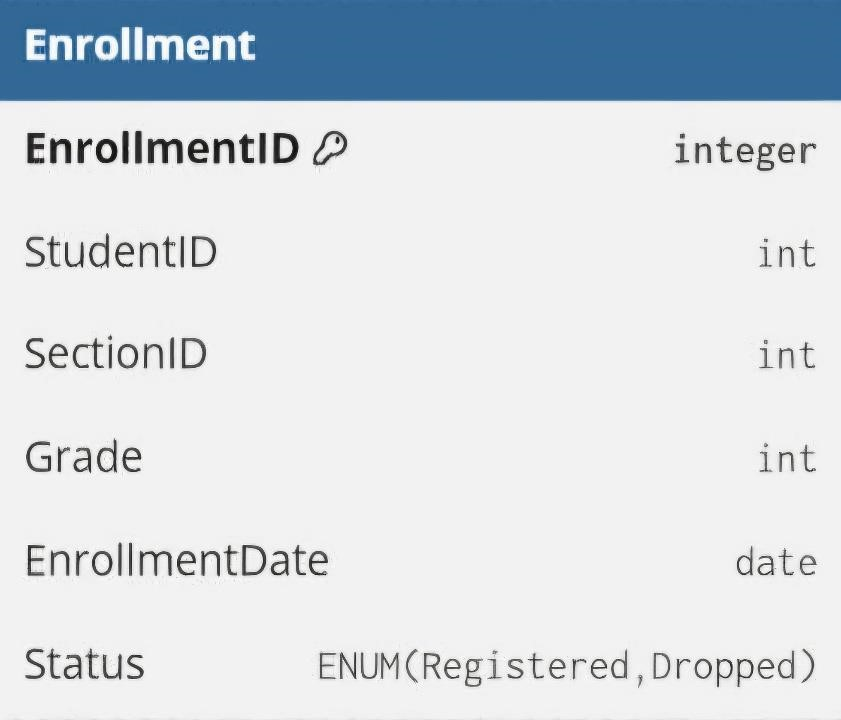 Enrollment
EnrollmentID integer
StudentID int
SectionID int
Grade int
EnrollmentDate date
Status ENUM(Registered,Dropped)